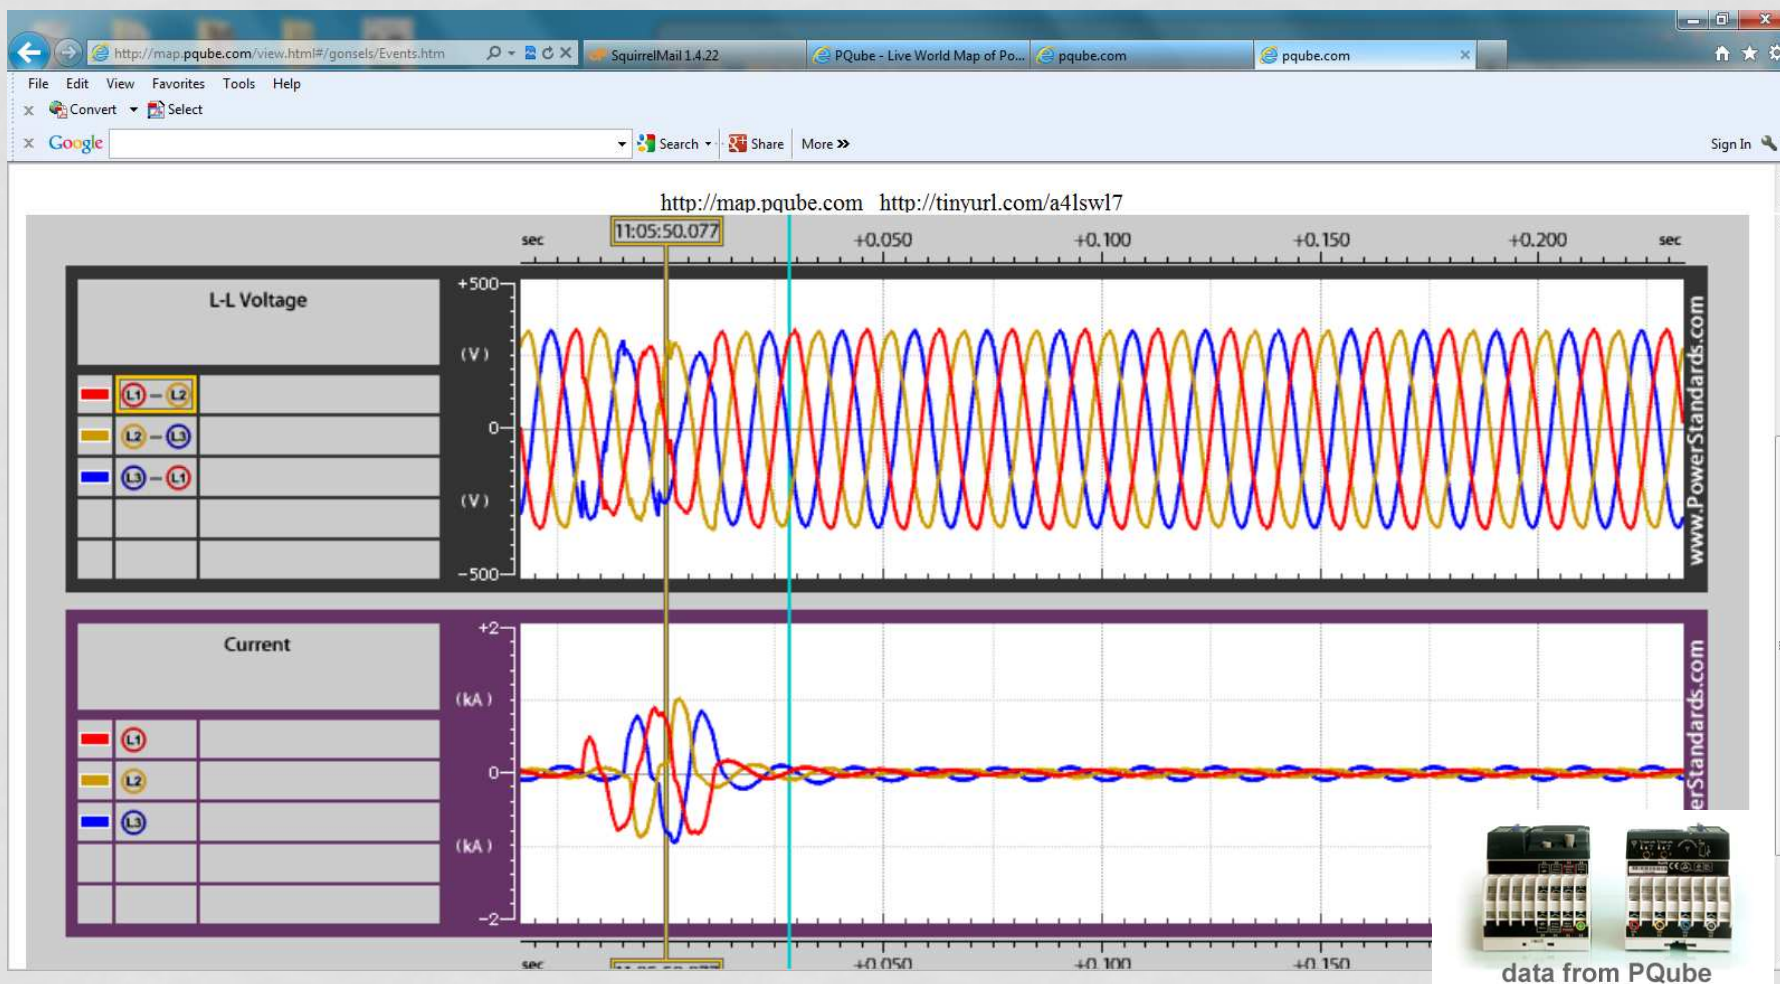 http://map.pqube.com/view.html#/gonsels/Events.htm
SquirrelMail 1.4.22
PQube - Live World Map of Po...
pqube.com
pqube.com
File Edit View Favorites Tools Help
x Convert Select
x Google Search Share More » Sign In
http://map.pqube.com http://tinyurl.com/a4lswl7
sec 11:05:50.077 +0.050 +0.100 +0.150 +0.200 sec
L-L Voltage
+500
(V)
0
(V)
-500
L1 - L2
L2 - L3
L3 - L1
www.PowerStandards.com
Current
+2
(kA)
0
(kA)
-2
L1
L2
L3
erStandards.com
sec +0.050 +0.100 +0.150
data from PQube